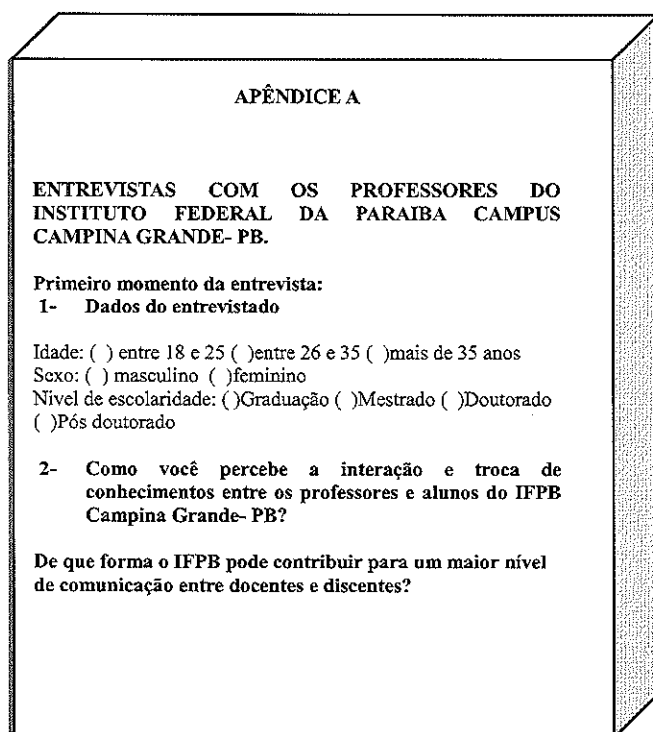 APÊNDICE A
ENTREVISTAS COM OS PROFESSORES DO
INSTITUTO FEDERAL DA PARAIBA CAMPUS
CAMPINA GRANDE- PB.
Primeiro momento da entrevista:
1- Dados do entrevistado
Idade: ( ) entre 18 e 25 ( )entre 26 e 35 ( )mais de 35 anos
Sexo: ( ) masculino ( )feminino
Nivel de escolaridade: ( )Graduação ( )Mestrado ( )Doutorado
( )Pós doutorado
2- Como você percebe a interação e troca de
conhecimentos entre os professores e alunos do IFPB
Campina Grande- PB?
De que forma o IFPB pode contribuir para um maior nível
de comunicação entre docentes e discentes?